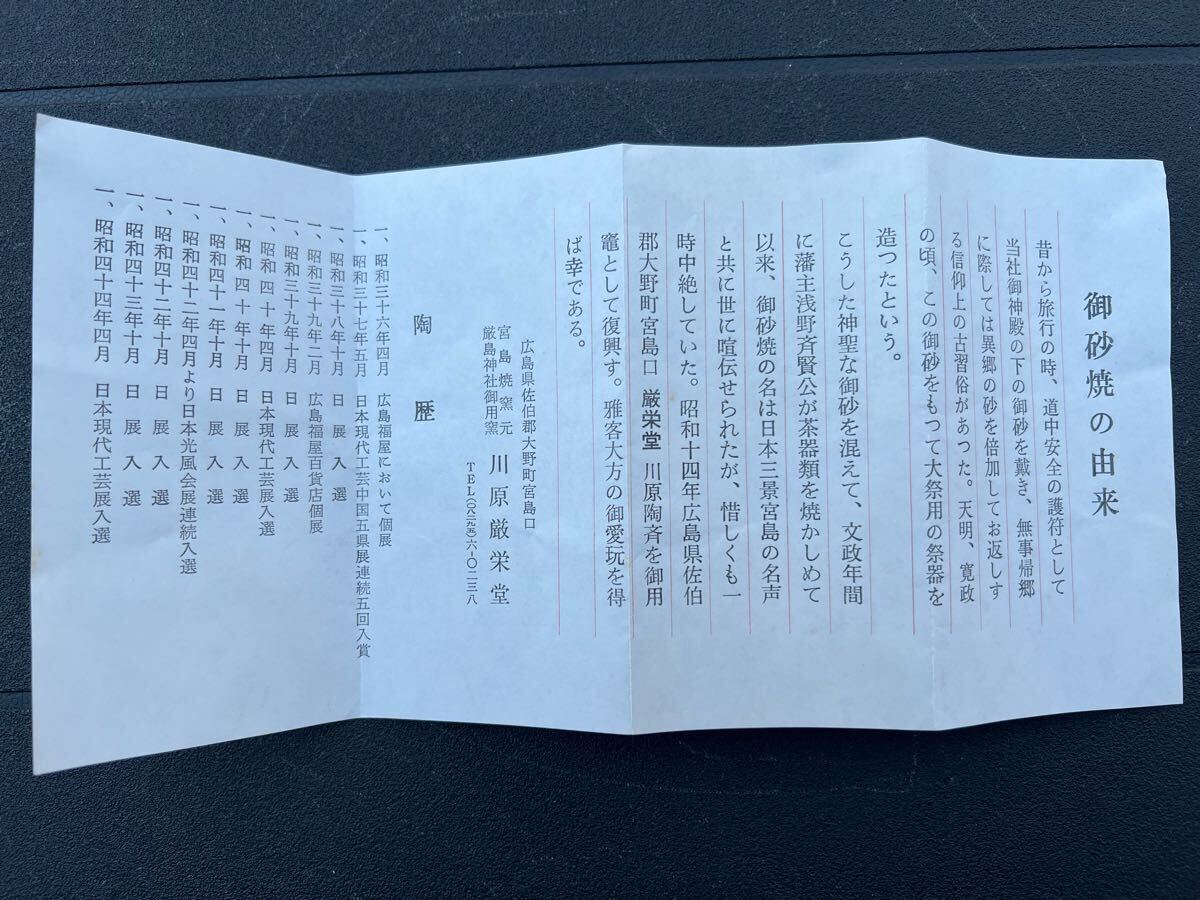 御砂焼の由来
昔から旅行の時、道中安全の護符として
当社御神殿の下の御砂を戴き、無事帰郷
に際しては異郷の砂を倍加してお返しす
る信仰上の古習俗があつた。天明、寛政
の頃、この御砂をもつて大祭用の祭器を
造つたという。
こうした神聖な御砂を混えて、文政年間
に藩主浅野斉賢公が茶器類を焼かしめて
以来、御砂焼の名は日本三景宮島の名声
と共に世に喧伝せられたが、惜しくも一
時中絶していた。昭和十四年広島県佐伯
郡大野町宮島口 厳栄堂 川原陶斉を御用
竈として復興す。雅客大方の御愛玩を得
ば幸である。
広島県佐伯郡大野町宮島口
宮島焼窯元
厳島神社御用窯
川原厳栄堂
TEL(〇八二九五)六-〇二三八
陶歴
一、昭和三十六年四月 広島福屋において個展
一、昭和三十七年五月 日本現代工芸中国五県展連続五回入賞
一、昭和三十八年十月 日展入選
一、昭和三十九年二月 広島福屋百貨店個展
一、昭和三十九年十月 日展入選
一、昭和四十年四月 日本現代工芸展入選
一、昭和四十年十月 日展入選
一、昭和四十一年十月 日展入選
一、昭和四十二年四月より日本光風会展連続入選
一、昭和四十二年十月 日展入選
一、昭和四十三年十月 日展入選
一、昭和四十四年四月 日本現代工芸展入選